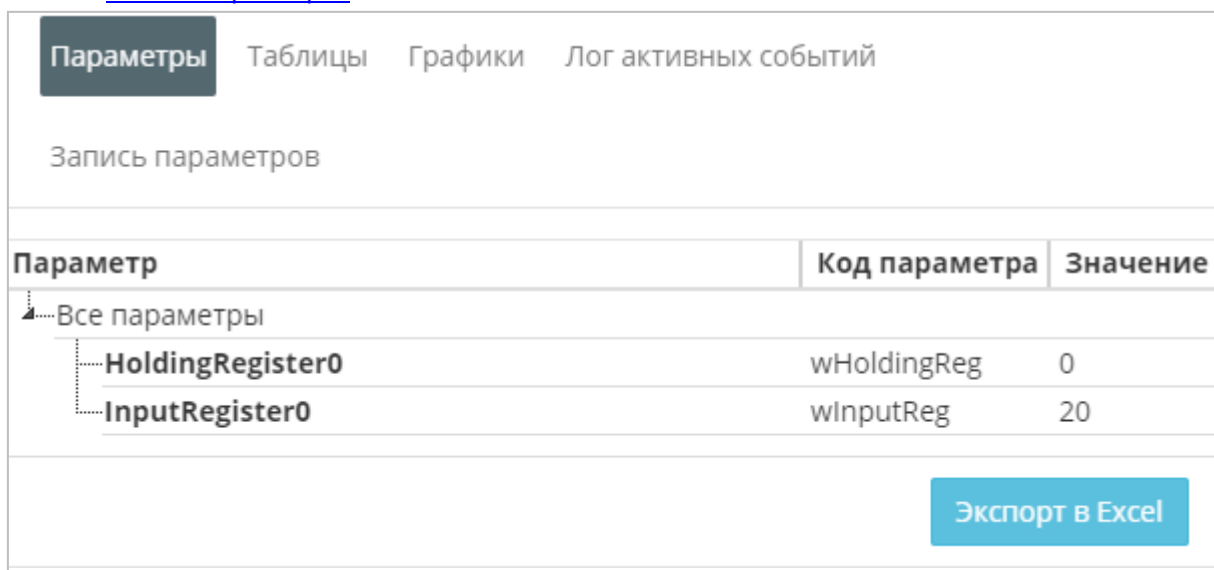 Параметры Таблицы Графики Лог активных событий
Запись параметров
Параметр Код параметра Значение
Все параметры
HoldingRegister0 wHoldingReg 0
InputRegister0 wInputReg 20
Экспорт в Excel